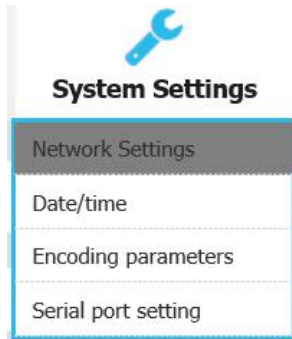 System Settings
Network Settings
Date/time
Encoding parameters
Serial port setting